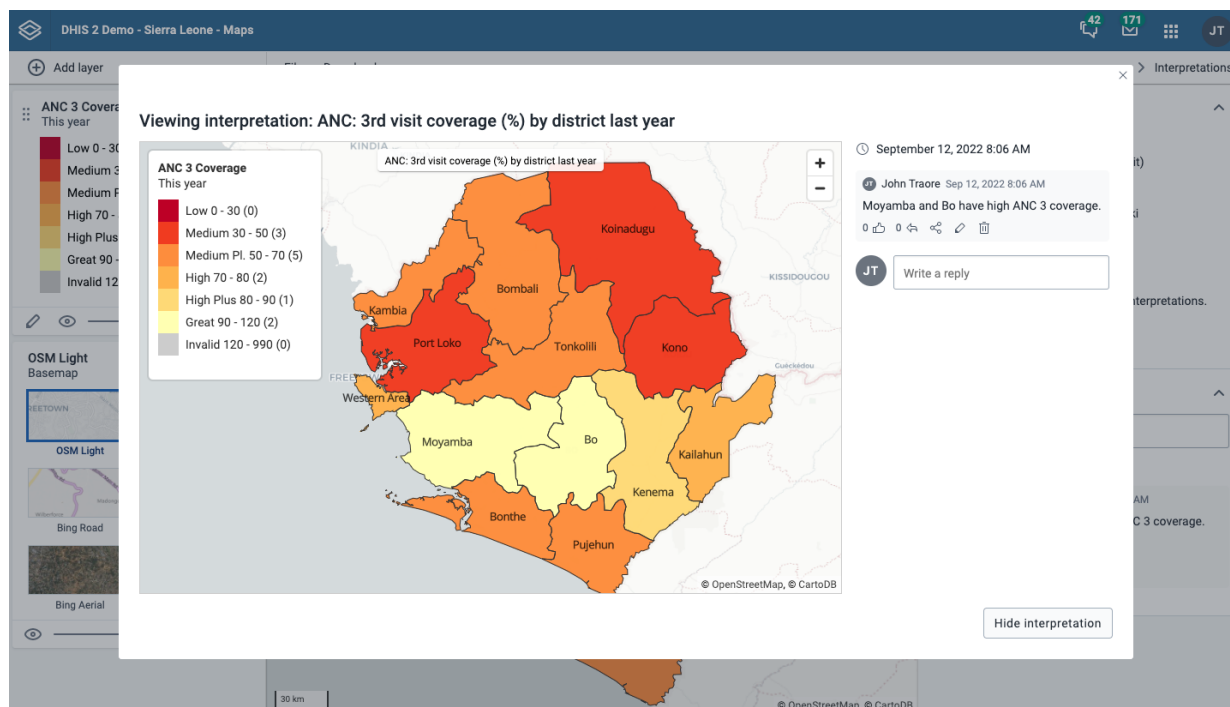 DHIS 2 Demo - Sierra Leone - Maps
42
171
JT
Add layer
Interpretations
ANC 3 Covera
This year
Low 0 - 30
Medium 3
Medium P
High 70 -
High Plus
Great 90 -
Invalid 12
OSM Light
Basemap
REETOWN
OSM Light
Bing Road
Bing Aerial
Viewing interpretation: ANC: 3rd visit coverage (%) by district last year
ANC 3 Coverage
This year
Low 0 - 30 (0)
Medium 30 - 50 (3)
Medium Pl. 50 - 70 (5)
High 70 - 80 (2)
High Plus 80 - 90 (1)
Great 90 - 120 (2)
Invalid 120 - 990 (0)
KINDIA
ANC: 3rd visit coverage (%) by district last year
+
−
Koinadugu
KISSIDOUGOU
Bombali
Kambia
Port Loko
Tonkolili
Kono
Guéckédou
FREE
Western Area
Moyamba
Bo
Kailahun
Kenema
Bonthe
Pujehun
© OpenStreetMap, © CartoDB
September 12, 2022 8:06 AM
JT John Traore Sep 12, 2022 8:06 AM
Moyamba and Bo have high ANC 3 coverage.
0 0
JT
Write a reply
Hide interpretation
it)
ki
nterpretations.
AM
C 3 coverage.
30 km
© OpenStreetMap, © CartoDB